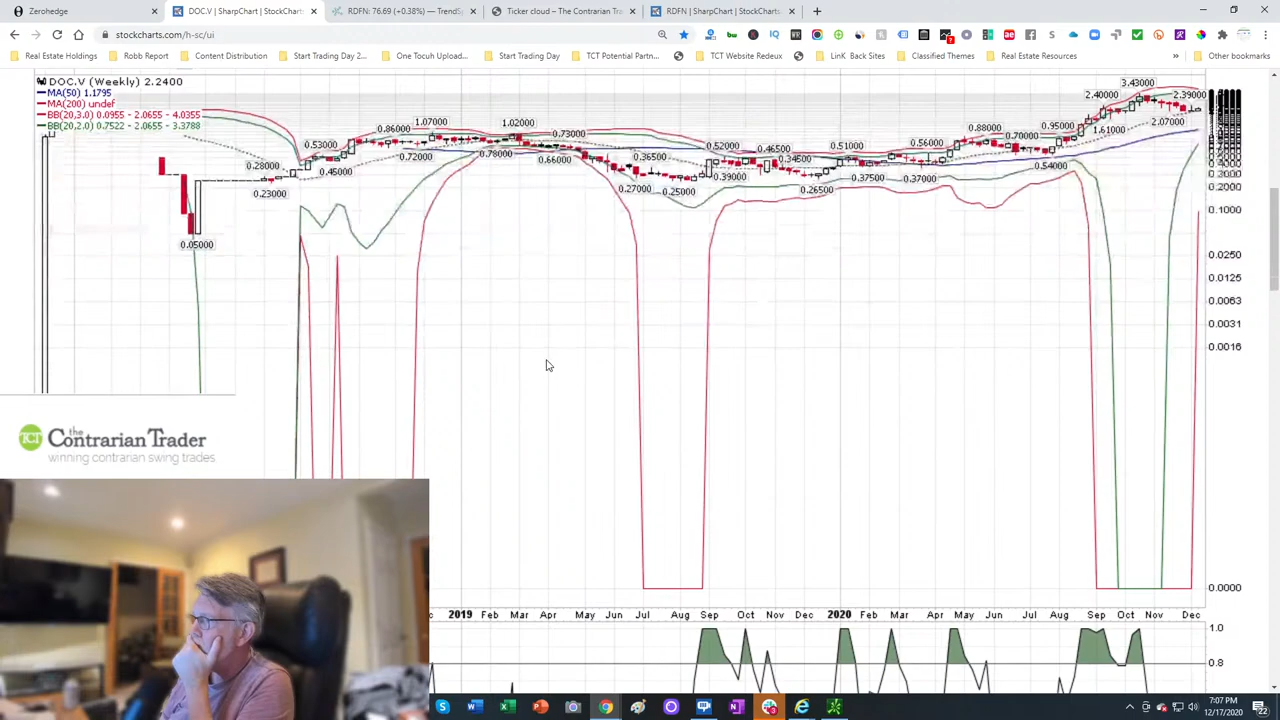 Zerohedge
DOC.V | SharpChart | StockCharts
RDFN: 76.69 (+0.38%) — TrendS
Ticker cloud – The Contrarian Tr
RDFN | SharpChart | StockCharts
stockcharts.com/h-sc/ui
Real Estate Holdings
Robb Report
Content Distribution
Start Trading Day 2...
One Tocuh Upload...
Start Trading Day
TCT Potential Partn...
TCT Website Redux
LinK Back Sites
Classified Themes
Real Estate Resources
Other bookmarks
DOC.V (Weekly) 2.2400
MA(50) 1.1795
MA(200) undef
BB(20,3.0) 0.0955 - 2.0655 - 4.0355
BB(20,2.0) 0.7522 - 2.0655 - 3.3788
0.05000
0.28000
0.23000
0.53000
0.45000
0.86000
0.72000
1.07000
0.78000
1.02000
0.66000
0.73000
0.27000
0.36500
0.25000
0.52000
0.39000
0.46500
0.34500
0.26500
0.51000
0.37500
0.56000
0.37000
0.88000
0.70000
0.54000
0.95000
2.40000
1.61000
3.43000
2.07000
2.39000
0.3000
0.2000
0.1000
0.0250
0.0125
0.0063
0.0031
0.0016
0.0000
TCT the Contrarian Trader
winning contrarian swing trades
2019 Feb Mar Apr May Jun Jul Aug Sep Oct Nov Dec 2020 Feb Mar Apr May Jun Jul Aug Sep Oct Nov Dec
1.0
0.8
7:07 PM
12/17/2020
22